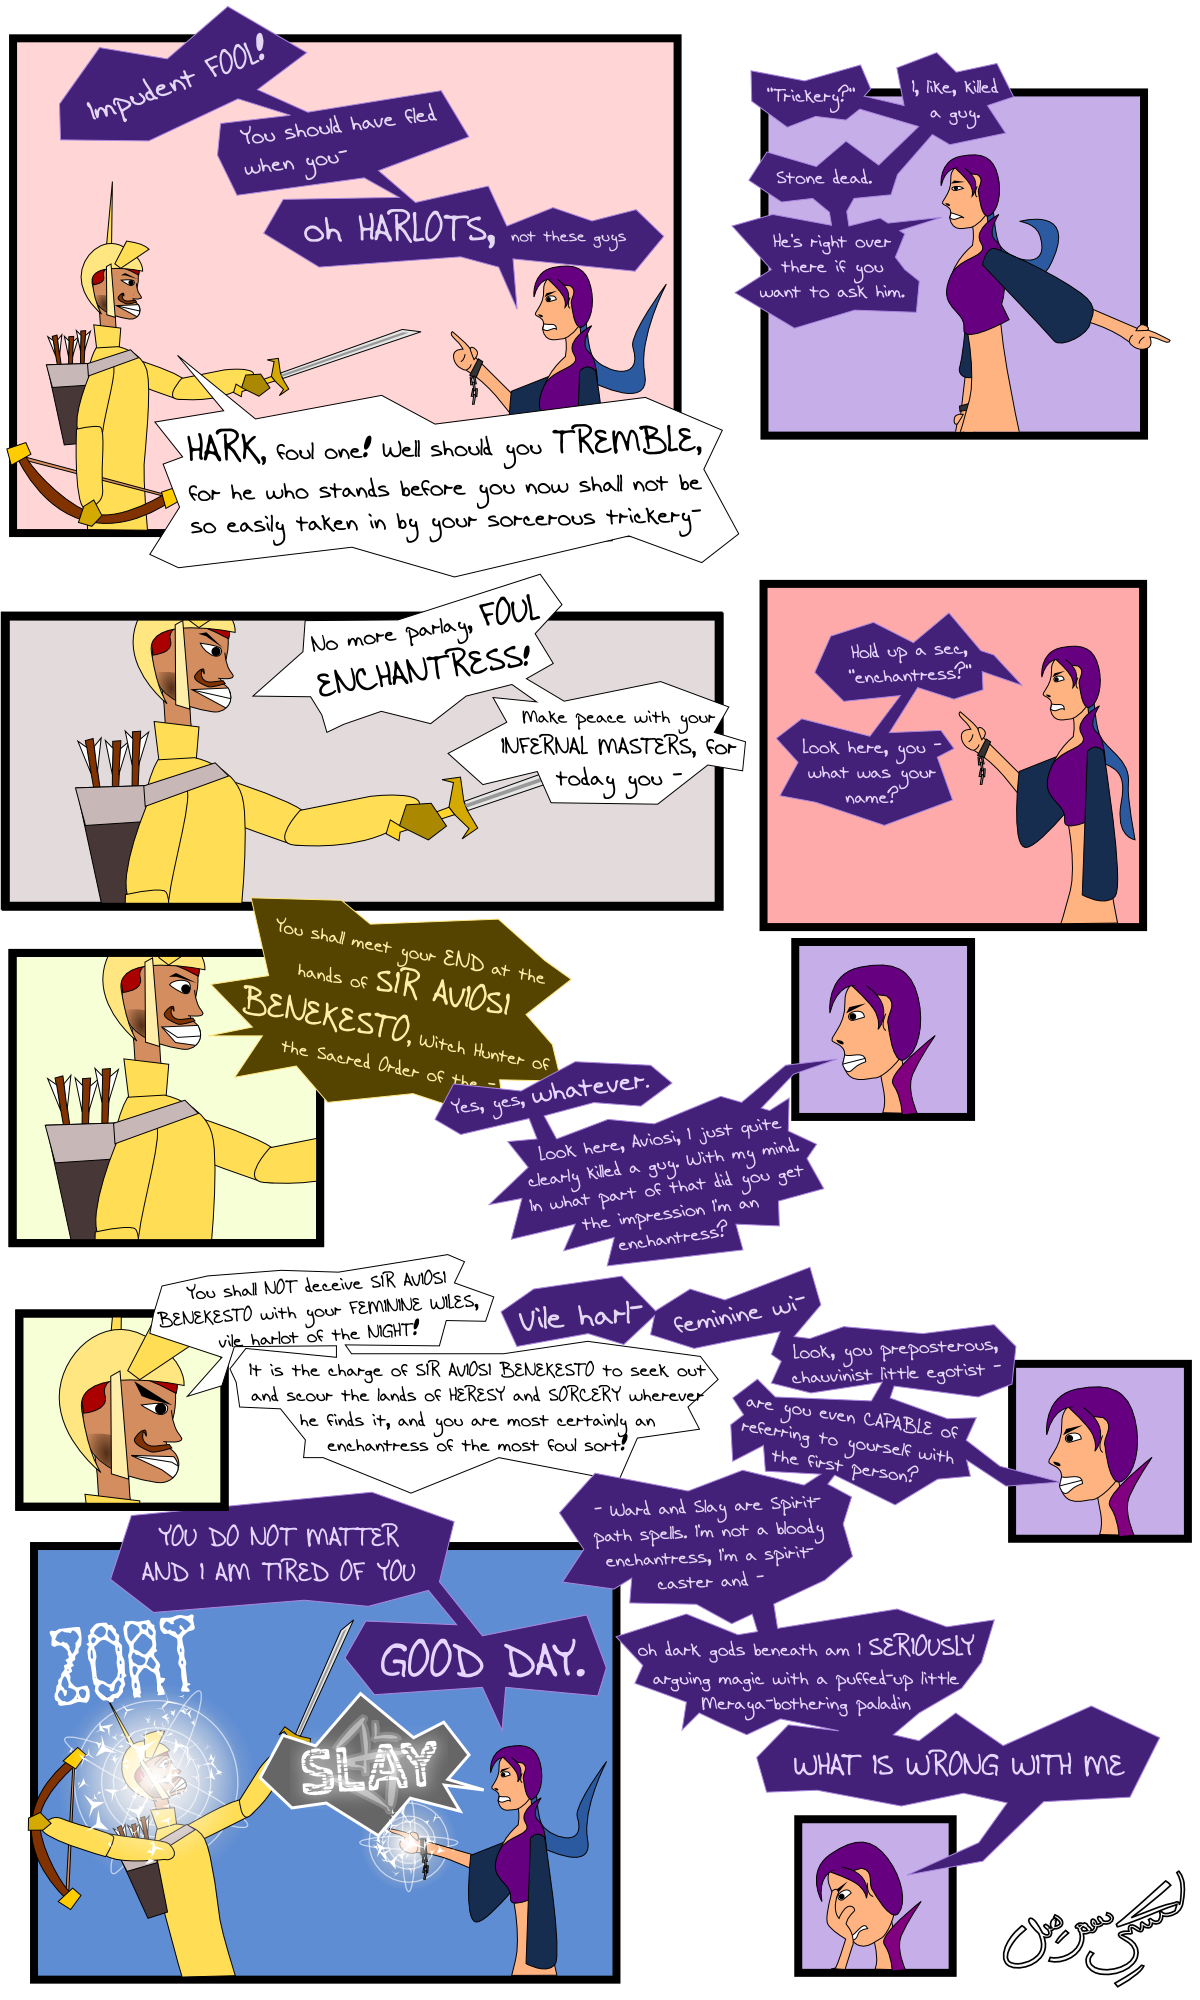 Impudent FOOL!
You should have fled
when you-
oh HARLOTS, not these guys
HARK, foul one! Well should you TREMBLE,
for he who stands before you now shall not be
so easily taken in by your sorcerous trickery-
"Trickery?"
I, like, killed
a guy.
Stone dead.
He's right over
there if you
want to ask him.
No more parlay, FOUL
ENCHANTRESS!
Make peace with your
INFERNAL MASTERS, for
today you -
Hold up a sec,
"enchantress?"
Look here, you -
what was your
name?
You shall meet your END at the
hands of SIR AVIOSI
BENEKESTO, Witch Hunter of
the Sacred Order of the -
Yes, yes, whatever.
Look here, Aviosi, I just quite
clearly killed a guy. With my mind.
In what part of that did you get
the impression I'm an
enchantress?
You shall NOT deceive SIR AVIOSI
BENEKESTO with your FEMININE WILES,
vile harlot of the NIGHT!
It is the charge of SIR AVIOSI BENEKESTO to seek out
and scour the lands of HERESY and SORCERY wherever
he finds it, and you are most certainly an
enchantress of the most foul sort!
Vile harl-
feminine wi-
Look, you preposterous,
chauvinist little egotist -
are you even CAPABLE of
referring to yourself with
the first person?
- Ward and Slay are Spirit-
path spells. I'm not a bloody
enchantress, I'm a spirit-
caster and -
oh dark gods beneath am I SERIOUSLY
arguing magic with a puffed-up little
Meraya-bothering paladin
WHAT IS WRONG WITH ME
YOU DO NOT MATTER
AND I AM TIRED OF YOU
GOOD DAY.
SLAY
ZORT